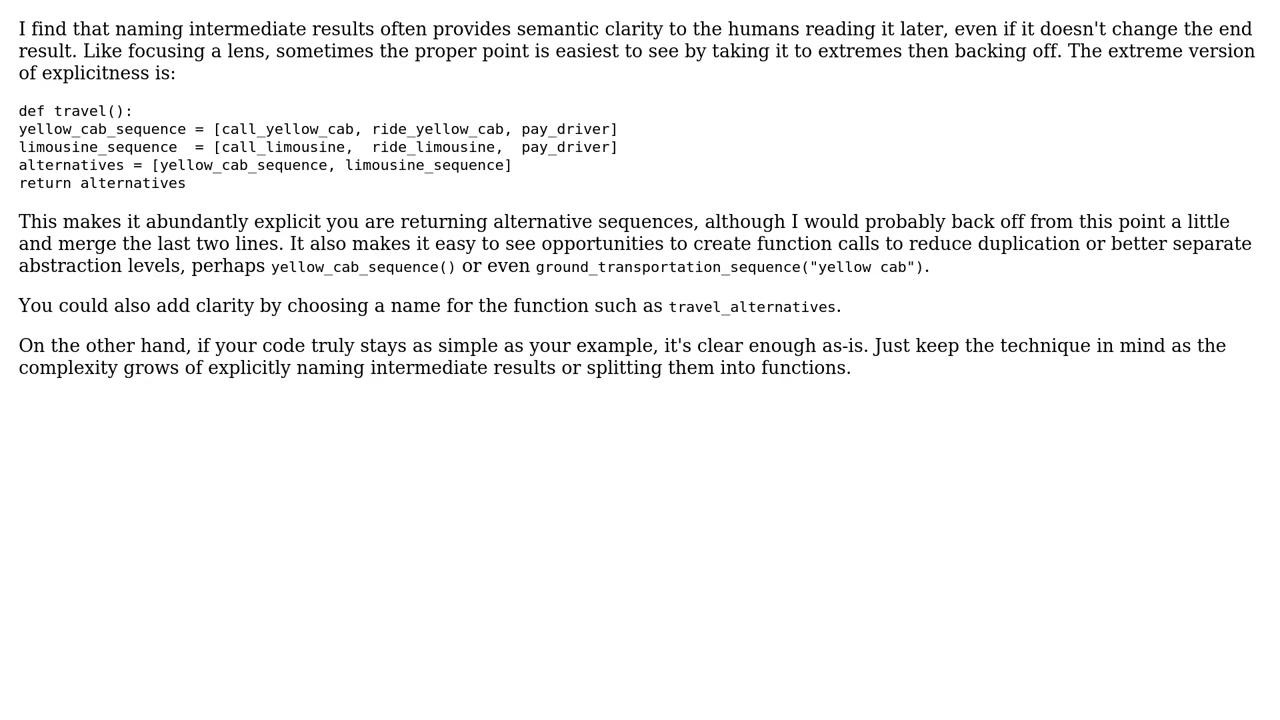 I find that naming intermediate results often provides semantic clarity to the humans reading it later, even if it doesn't change the end
result. Like focusing a lens, sometimes the proper point is easiest to see by taking it to extremes then backing off. The extreme version
of explicitness is:
def travel():
yellow_cab_sequence = [call_yellow_cab, ride_yellow_cab, pay_driver]
limousine_sequence  = [call_limousine,  ride_limousine,  pay_driver]
alternatives = [yellow_cab_sequence, limousine_sequence]
return alternatives
This makes it abundantly explicit you are returning alternative sequences, although I would probably back off from this point a little
and merge the last two lines. It also makes it easy to see opportunities to create function calls to reduce duplication or better separate
abstraction levels, perhaps yellow_cab_sequence() or even ground_transportation_sequence("yellow cab").
You could also add clarity by choosing a name for the function such as travel_alternatives.
On the other hand, if your code truly stays as simple as your example, it's clear enough as-is. Just keep the technique in mind as the
complexity grows of explicitly naming intermediate results or splitting them into functions.